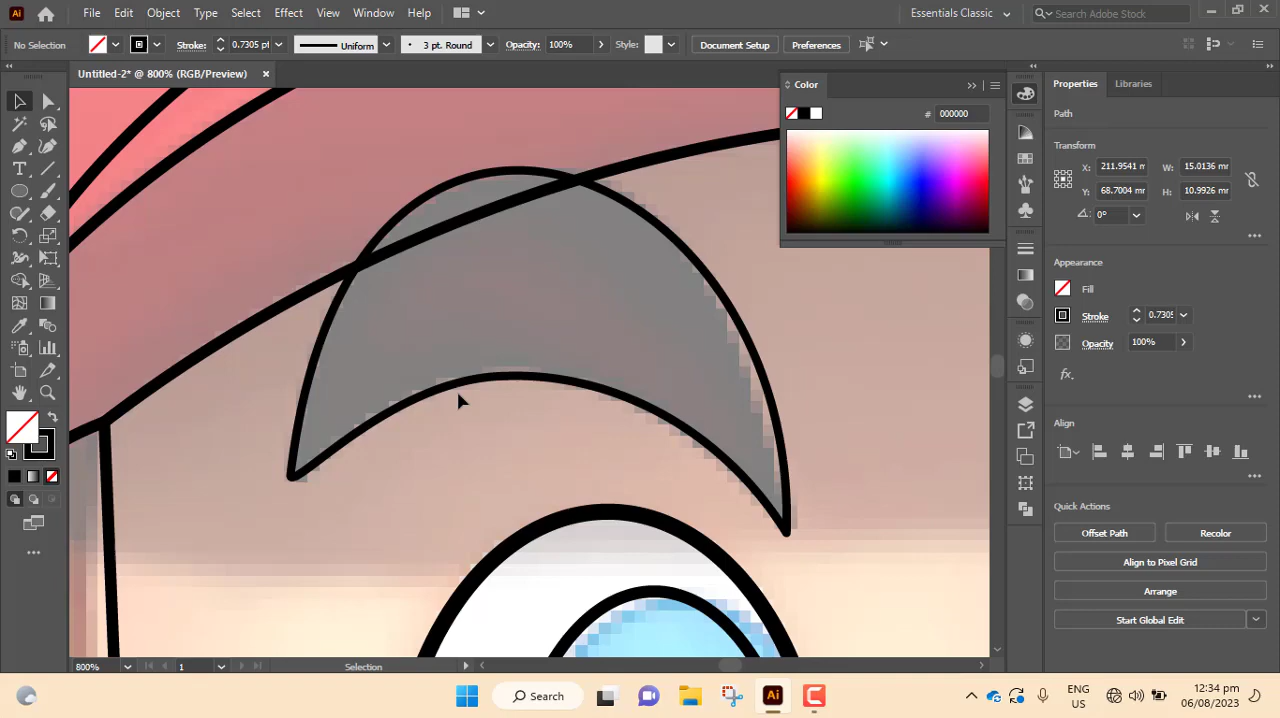 Ai File Edit Object Type Select Effect View Window Help Essentials Classic Search Adobe Stock
No Selection Stroke: 0.7305 pt Uniform 3 pt. Round Opacity: 100% Style: Document Setup Preferences
Untitled-2* @ 800% (RGB/Preview)
Color
# 000000
Properties Libraries
Path
Transform
X: 211.9541 m W: 15.0136 mr
Y: 68.7004 mr H: 10.9926 mr
0°
Appearance
Fill
Stroke 0.7305
Opacity 100%
fx.
Align
Quick Actions
Offset Path Recolor
Align to Pixel Grid
Arrange
Start Global Edit
800% 1 Selection
Search Ai ENG
US 12:34 pm
06/08/2023